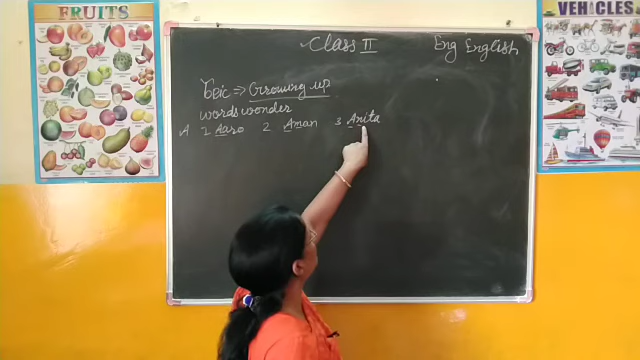 FRUITS
VEHICLES
Class II
Eng English
Topic ⇒ Growing up
words wonder
A 1 Aaro 2 Aman 3 Anita